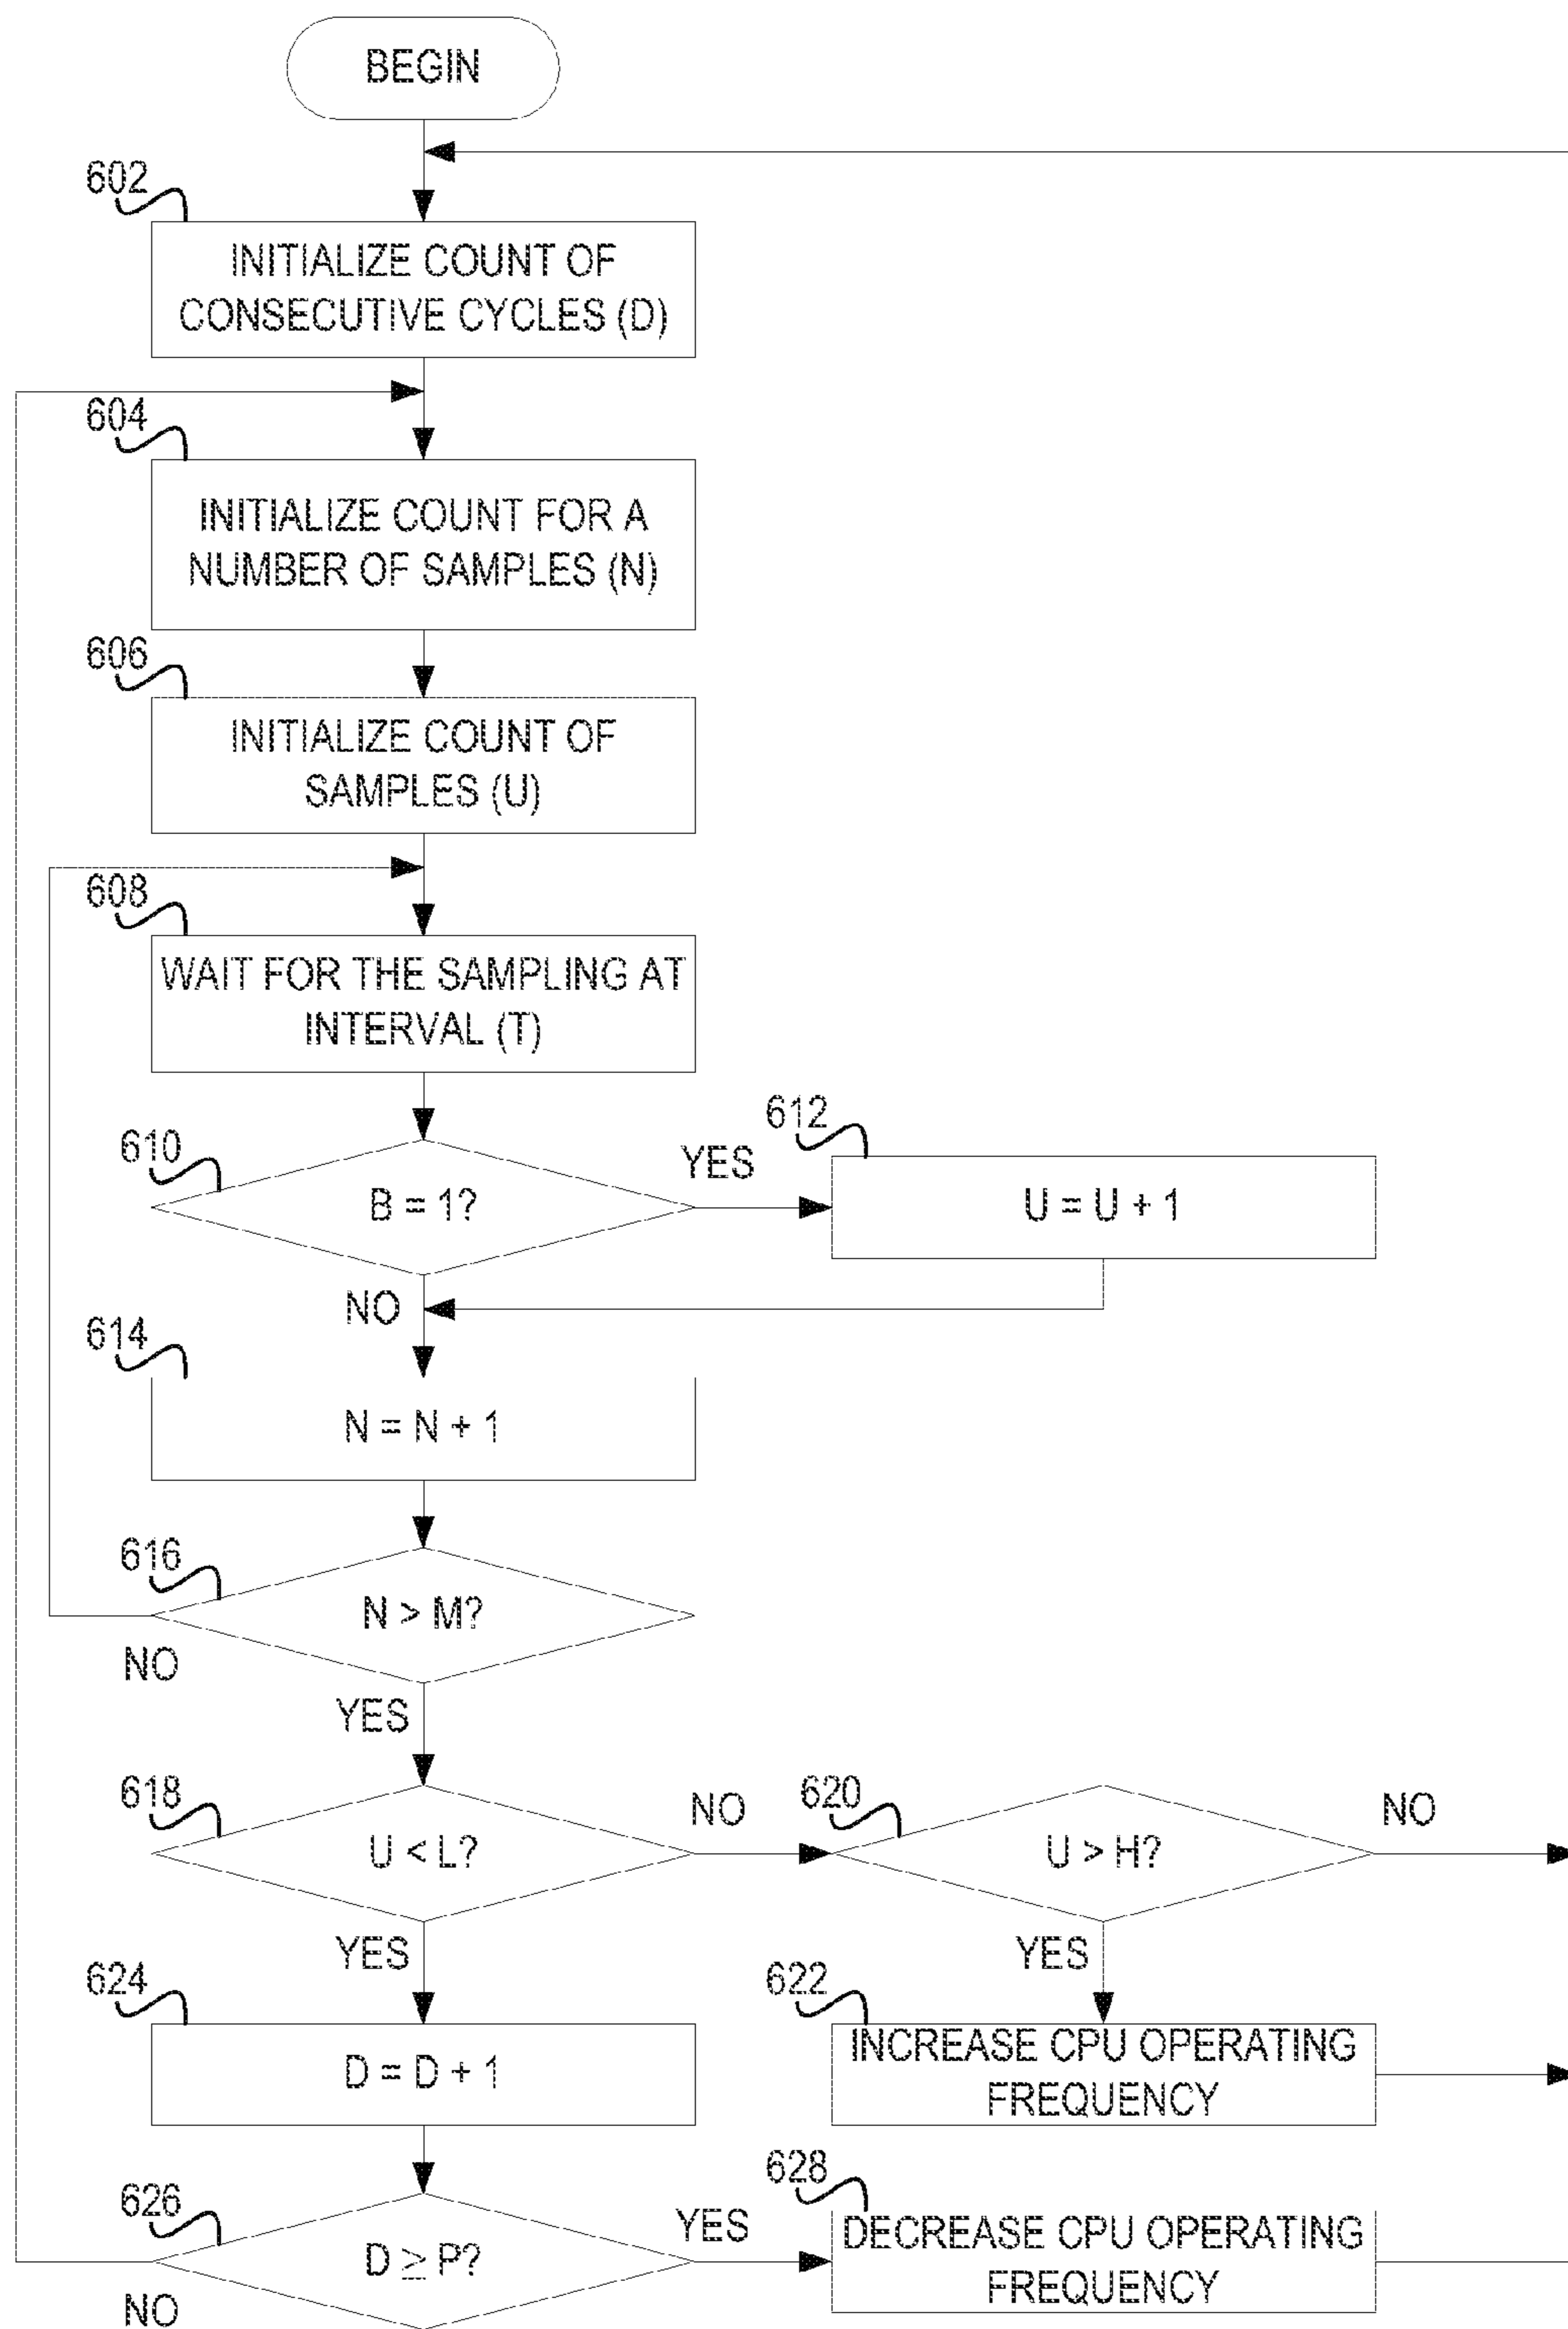 BEGIN
602
INITIALIZE COUNT OF
CONSECUTIVE CYCLES (D)
604
INITIALIZE COUNT FOR A
NUMBER OF SAMPLES (N)
606
INITIALIZE COUNT OF
SAMPLES (U)
608
WAIT FOR THE SAMPLING AT
INTERVAL (T)
610
B = 1?
YES
612
U = U + 1
NO
614
N = N + 1
616
N > M?
NO
YES
618
U < L?
NO
620
U > H?
NO
YES
YES
624
D = D + 1
622
INCREASE CPU OPERATING
FREQUENCY
626
D ≥ P?
YES
NO
628
DECREASE CPU OPERATING
FREQUENCY